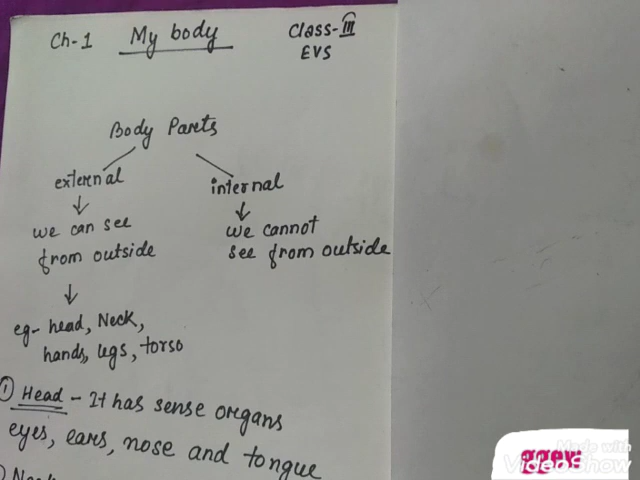 Ch-1 My body Class-III
EVS
Body Parts
external internal
we can see we cannot
from outside see from outside
eg- head, Neck,
hands, legs, torso
① Head - It has sense organs
eyes, ears, nose and tongue
Neck
Made with
VideoShow